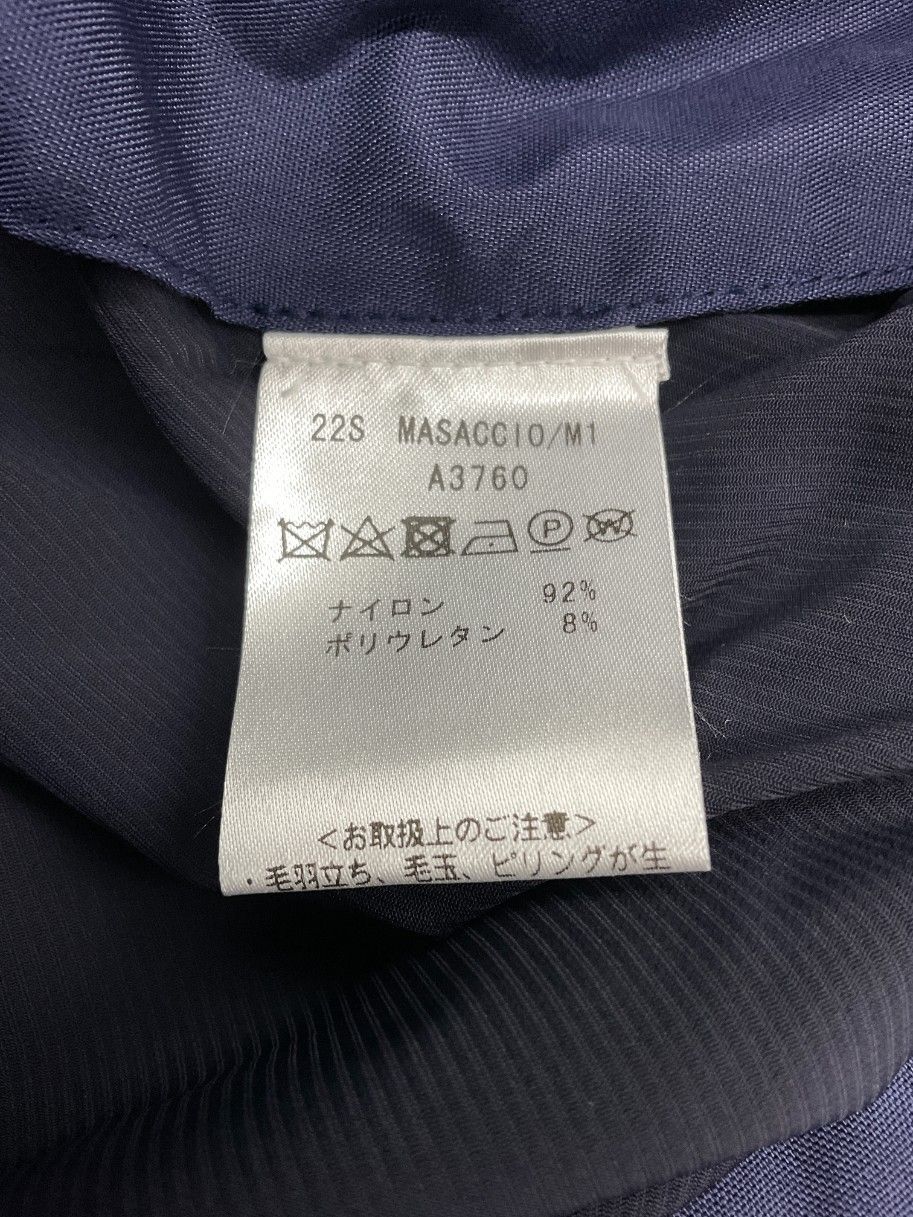 22S MASACCIO/M1
A3760
P W
ナイロン 92%
ポリウレタン 8%
<お取扱上のご注意>
・毛羽立ち、毛玉、ピリングが生